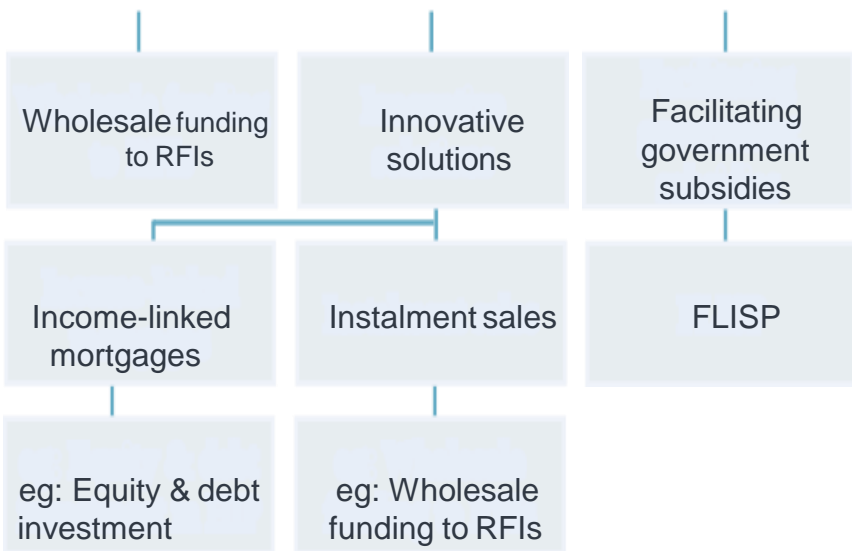 Wholesale funding
to RFIs
Innovative
solutions
Facilitating
government
subsidies
Income-linked
mortgages
Instalment sales
FLISP
eg: Equity & debt
investment
eg: Wholesale
funding to RFIs